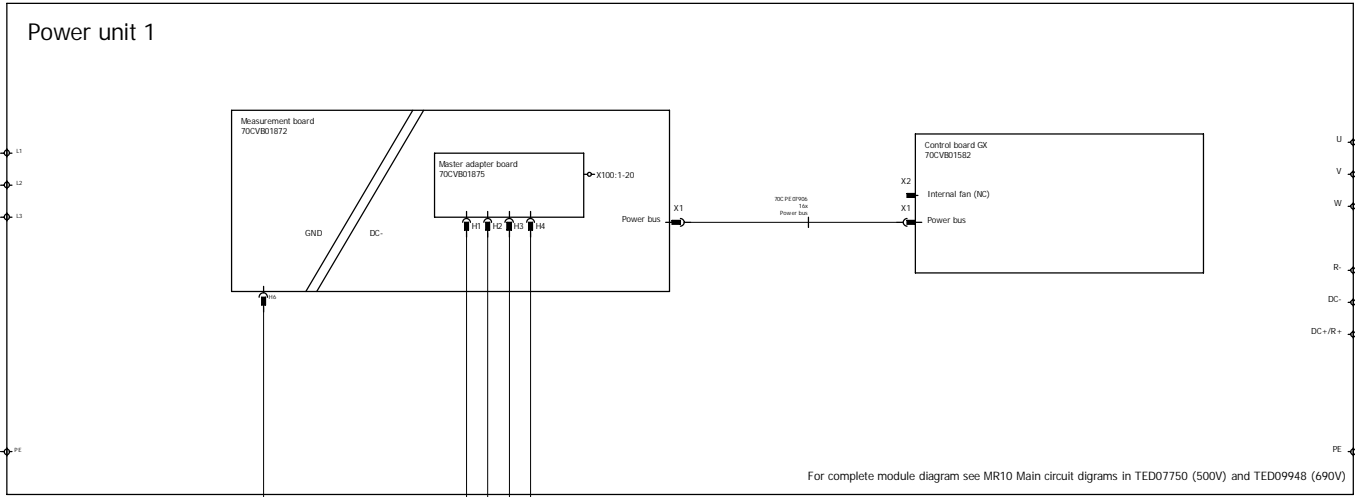 Power unit 1
Measurement board
70CVB01872
Master adapter board
70CVB01875
X100:1-20
H1
H2
H3
H4
GND
DC-
Power bus
X1
H6
70CPE07906
16x
Power bus
Control board GX
70CVB01582
X2
Internal fan (NC)
X1
Power bus
L1
L2
L3
PE
U
V
W
R-
DC-
DC+/R+
PE
For complete module diagram see MR10 Main circuit digrams in TED07750 (500V) and TED09948 (690V)